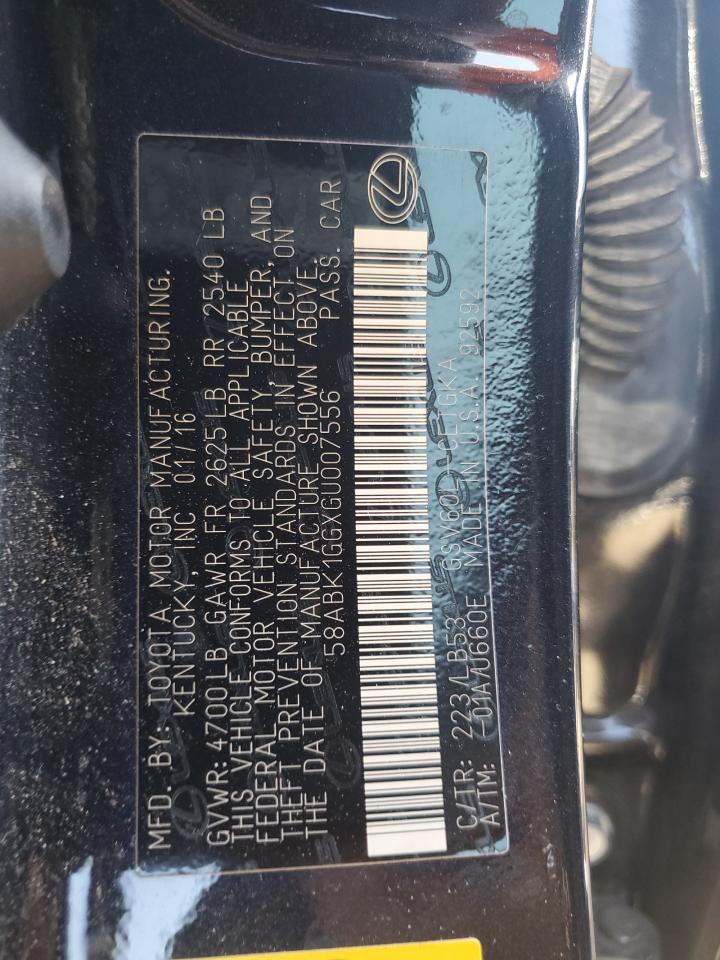 MFD. BY: TOYOTA MOTOR MANUFACTURING.
KENTUCKY, INC 01/16
GVWR: 4700LB GAWR FR 2625 LB RR 2540 LB
THIS VEHICLE CONFORMS TO ALL APPLICABLE
FEDERAL MOTOR VEHICLE SAFETY, BUMPER, AND
THEFT PREVENTION STANDARDS IN EFFECT ON
THE DATE OF MANUFACTURE SHOWN ABOVE.
58ABK1GGXGU007556 PASS. CAR
C/TR: 223/LB53 GSV60L
A/TM: -01A/U660E MADE IN U.S.A. 92592